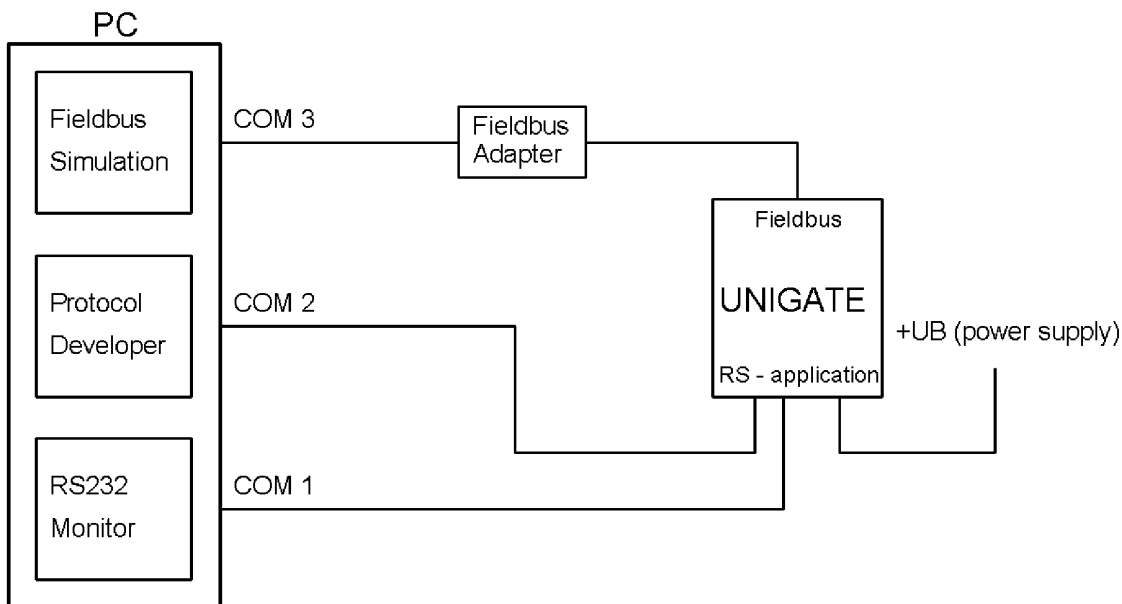 PC
Fieldbus
Simulation
COM 3
Fieldbus
Adapter
Fieldbus
UNIGATE
RS - application
+UB (power supply)
Protocol
Developer
COM 2
RS232
Monitor
COM 1